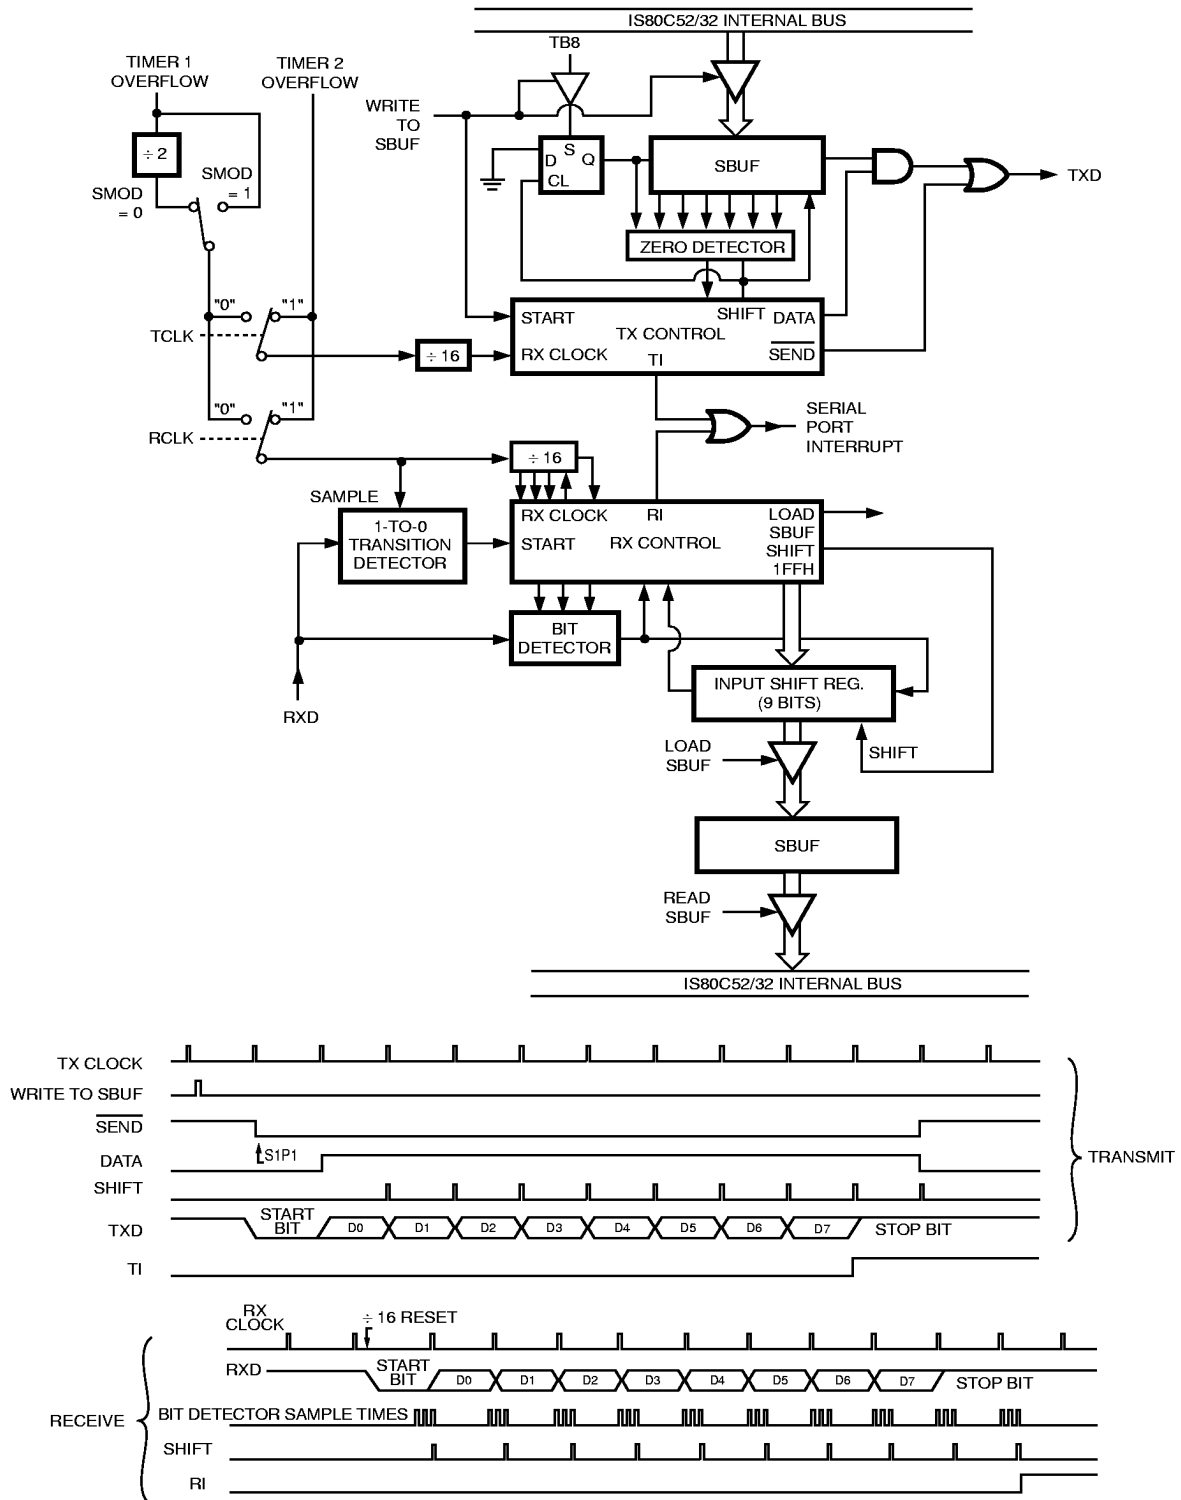 IS80C52/32 INTERNAL BUS
TB8
TIMER 1
OVERFLOW
TIMER 2
OVERFLOW
WRITE
TO
SBUF
÷ 2
SMOD
= 0
SMOD
= 1
D
S
Q
CL
SBUF
TXD
ZERO DETECTOR
START
SHIFT
DATA
TX CONTROL
RX CLOCK
TI
SEND
"0"
"1"
TCLK
÷ 16
"0"
"1"
RCLK
SERIAL
PORT
INTERRUPT
÷ 16
SAMPLE
1-TO-0
TRANSITION
DETECTOR
RX CLOCK
RI
LOAD
SBUF
START
RX CONTROL
SHIFT
1FFH
BIT
DETECTOR
RXD
INPUT SHIFT REG.
(9 BITS)
LOAD
SBUF
SHIFT
SBUF
READ
SBUF
IS80C52/32 INTERNAL BUS
TX CLOCK
WRITE TO SBUF
SEND
S1P1
DATA
SHIFT
TXD
START
BIT
D0 D1 D2 D3 D4 D5 D6 D7
STOP BIT
TI
TRANSMIT
RX
CLOCK
÷ 16 RESET
RXD
START
BIT
D0 D1 D2 D3 D4 D5 D6 D7
STOP BIT
BIT DETECTOR SAMPLE TIMES
SHIFT
RI
RECEIVE